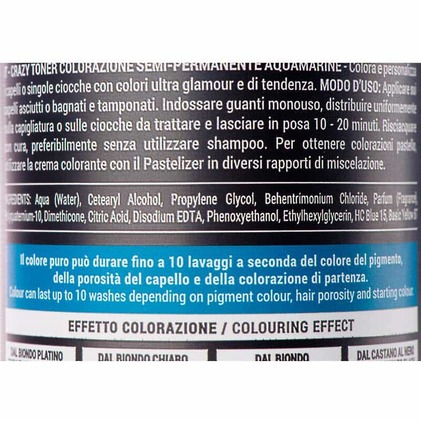 IT - CRAZY TONER COLORAZIONE SEMI-PERMANENTE AQUAMARINE - Colora e personalizza
capelli o singole ciocche con colori ultra glamour e di tendenza. MODO D'USO: Applicare sui
capelli asciutti o bagnati e tamponati. Indossare guanti monouso, distribuire uniformemente
sulla capigliatura o sulle ciocche da trattare e lasciare in posa 10 - 20 minuti. Risciacquare
con cura, preferibilmente senza utilizzare shampoo. Per ottenere colorazioni pastello,
utilizzare la crema colorante con il Pastelizer in diversi rapporti di miscelazione.
INGREDIENTS: Aqua (Water), Cetearyl Alcohol, Propylene Glycol, Behentrimonium Chloride, Parfum (Fragrance),
Polyquaternium-10, Dimethicone, Citric Acid, Disodium EDTA, Phenoxyethanol, Ethylhexylglycerin, HC Blue 15, Basic Yellow
Il colore puro può durare fino a 10 lavaggi a seconda del colore del pigmento,
della porosità del capello e della colorazione di partenza.
Colour can last up to 10 washes depending on pigment colour, hair porosity and starting colour.
EFFETTO COLORAZIONE / COLOURING EFFECT
DAL BIONDO PLATINO DAL BIONDO CHIARO DAL BIONDO DAL CASTANO AL NERO